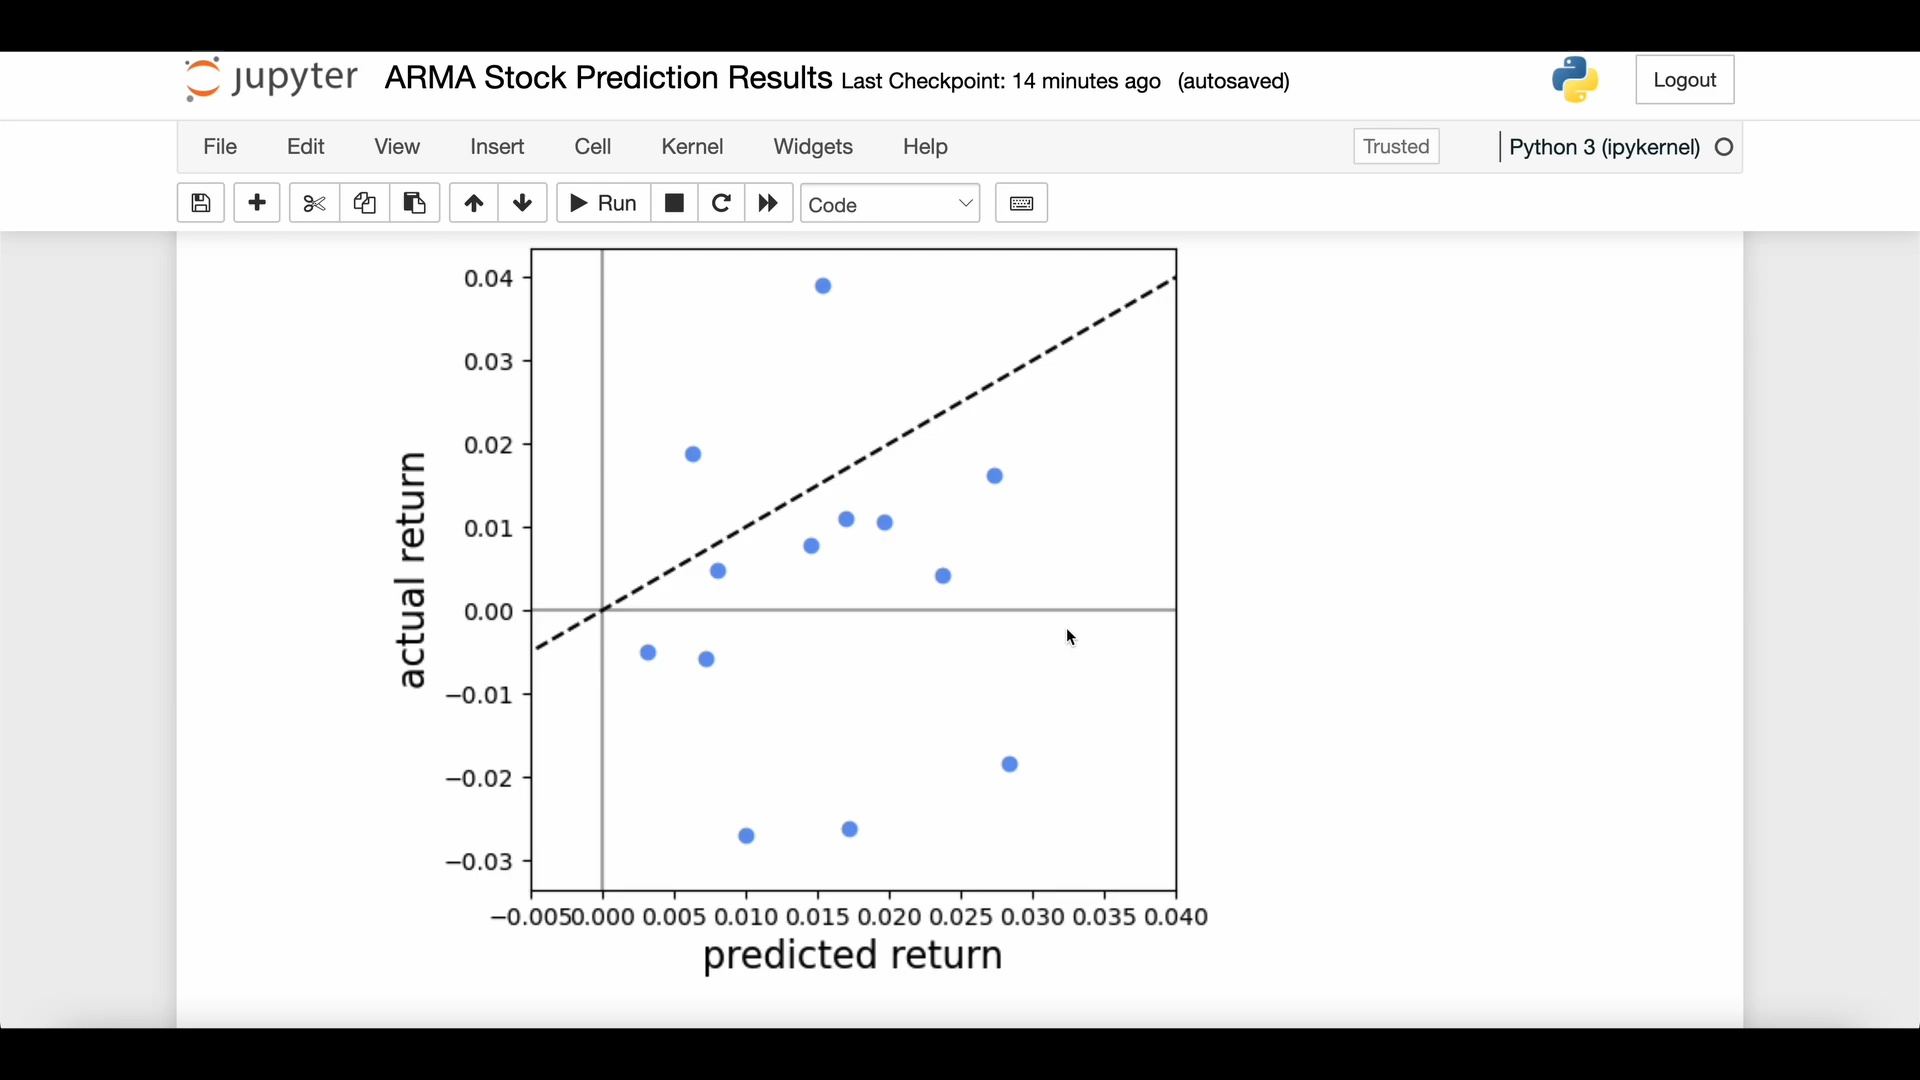 jupyter ARMA Stock Prediction Results Last Checkpoint: 14 minutes ago (autosaved) Logout
File Edit View Insert Cell Kernel Widgets Help Trusted Python 3 (ipykernel)
Run Code
0.04
0.03
0.02
0.01
0.00
−0.01
−0.02
−0.03
actual return
−0.005 0.000 0.005 0.010 0.015 0.020 0.025 0.030 0.035 0.040
predicted return